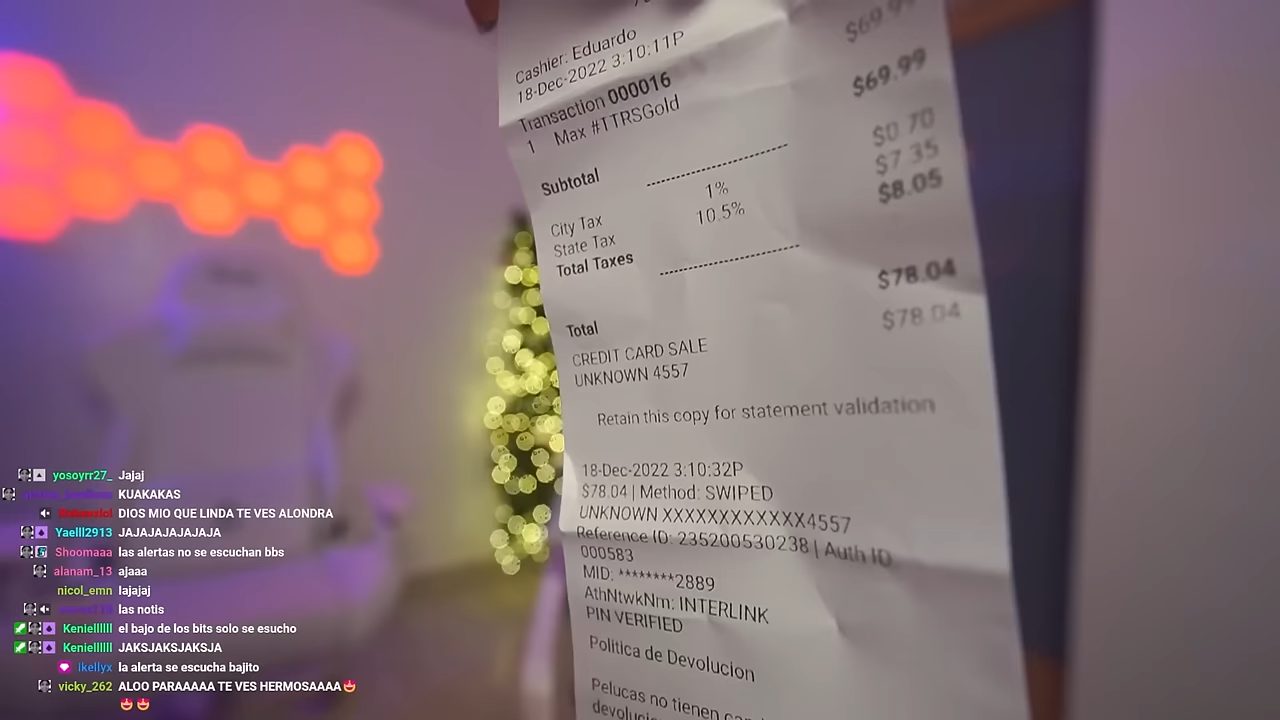 $69.99
Cashier: Eduardo
18-Dec-2022 3:10:11P
Transaction 000016
1 Max #TTRSGold $69.99
Subtotal
City Tax 1% $0.70
State Tax 10.5% $7.35
Total Taxes $8.05
$78.04
Total $78.04
CREDIT CARD SALE
UNKNOWN 4557
Retain this copy for statement validation
18-Dec-2022 3:10:32P
$78.04 | Method: SWIPED
UNKNOWN XXXXXXXXXXXX4557
Reference ID: 235200530238 | Auth ID:
000583
MID: ********2889
AthNtwkNm: INTERLINK
PIN VERIFIED
Politica de Devolucion
Pelucas no tienen
yosoyrr27_ Jajaj
KUAKAKAS
DIOS MIO QUE LINDA TE VES ALONDRA
Yaelll2913 JAJAJAJAJAJAJA
Shoomaaa las alertas no se escuchan bbs
alanam_13 ajaaa
nicol_emn lajajaj
las notis
Keniellllll el bajo de los bits solo se esucho
Keniellllll JAKSJAKSJAKSJA
ikellyx la alerta se escucha bajito
vicky_262 ALOO PARAAAAA TE VES HERMOSAAAA😍
😍😍